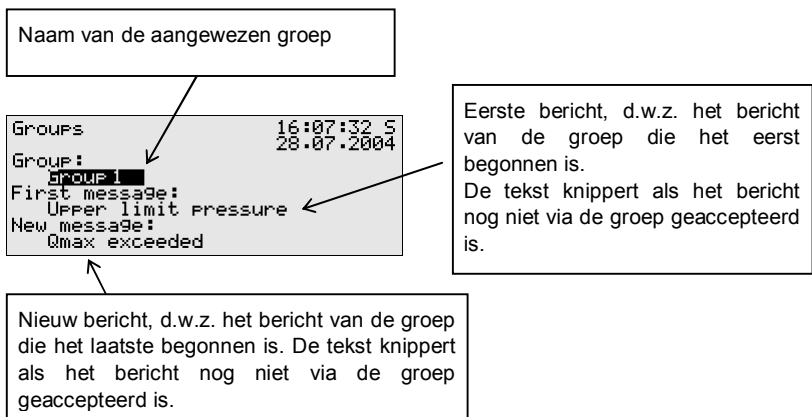 Naam van de aangewezen groep
Groups 16:07:32 S
28.07.2004
Group:
Group 1
First message:
Upper limit pressure
New message:
Qmax exceeded
Eerste bericht, d.w.z. het bericht
van de groep die het eerst
begonnen is.
De tekst knippert als het bericht
nog niet via de groep geaccepteerd
is.
Nieuw bericht, d.w.z. het bericht van de groep
die het laatste begonnen is. De tekst knippert
als het bericht nog niet via de groep
geaccepteerd is.